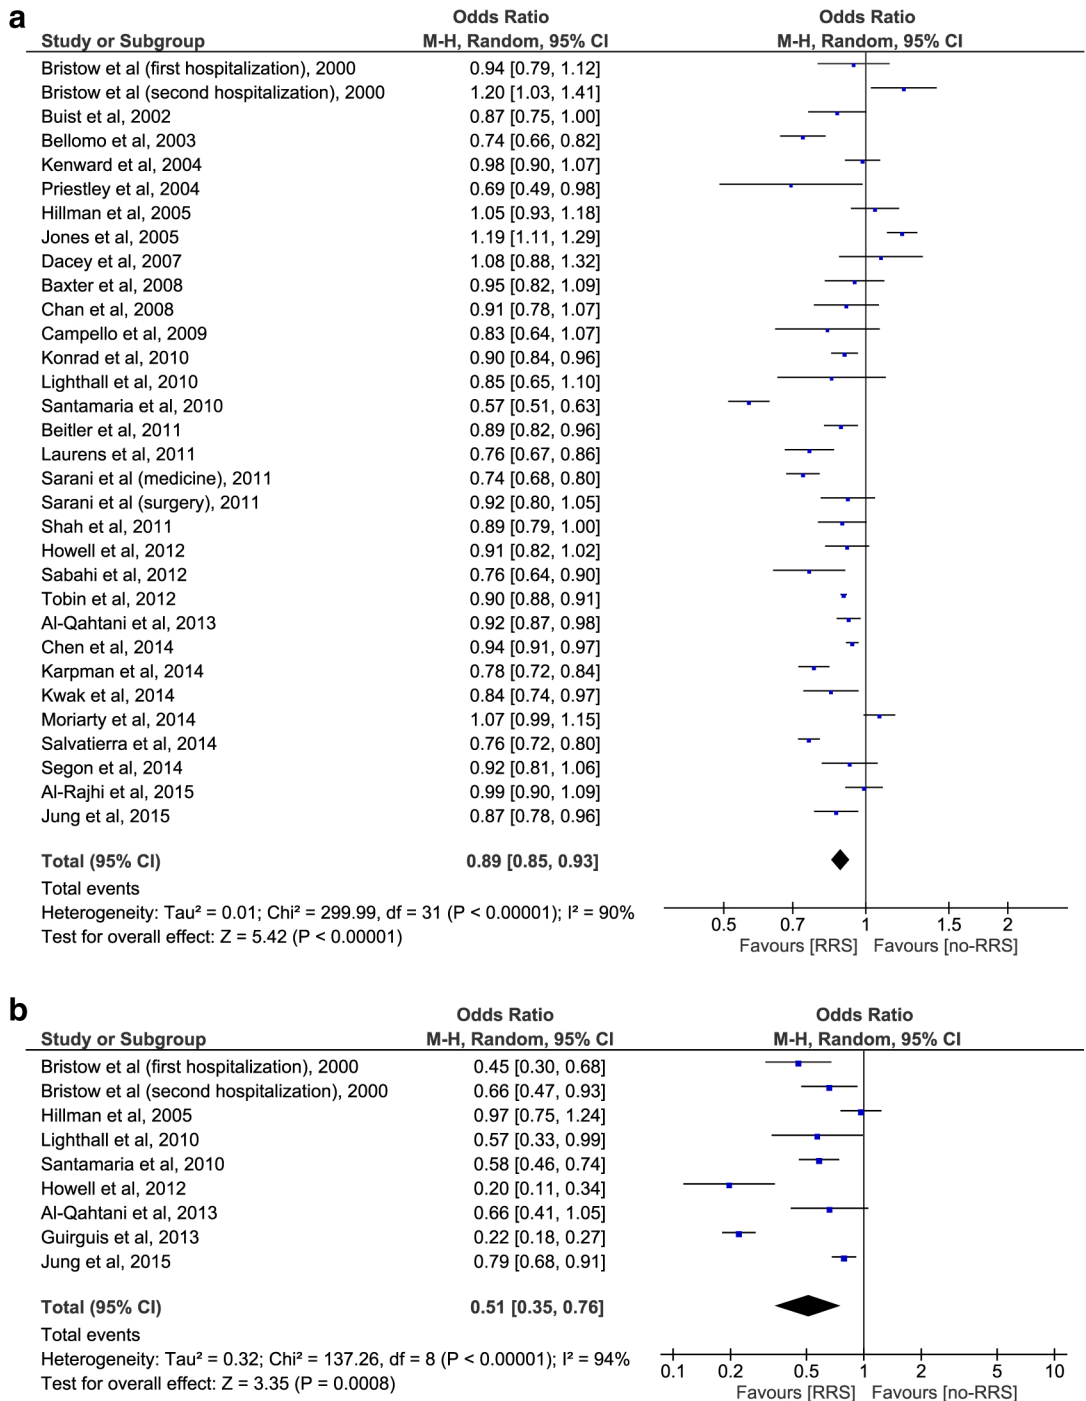 a
Odds Ratio Odds Ratio
Study or Subgroup M-H, Random, 95% CI M-H, Random, 95% CI
Bristow et al (first hospitalization), 2000 0.94 [0.79, 1.12]
Bristow et al (second hospitalization), 2000 1.20 [1.03, 1.41]
Buist et al, 2002 0.87 [0.75, 1.00]
Bellomo et al, 2003 0.74 [0.66, 0.82]
Kenward et al, 2004 0.98 [0.90, 1.07]
Priestley et al, 2004 0.69 [0.49, 0.98]
Hillman et al, 2005 1.05 [0.93, 1.18]
Jones et al, 2005 1.19 [1.11, 1.29]
Dacey et al, 2007 1.08 [0.88, 1.32]
Baxter et al, 2008 0.95 [0.82, 1.09]
Chan et al, 2008 0.91 [0.78, 1.07]
Campello et al, 2009 0.83 [0.64, 1.07]
Konrad et al, 2010 0.90 [0.84, 0.96]
Lighthall et al, 2010 0.85 [0.65, 1.10]
Santamaria et al, 2010 0.57 [0.51, 0.63]
Beitler et al, 2011 0.89 [0.82, 0.96]
Laurens et al, 2011 0.76 [0.67, 0.86]
Sarani et al (medicine), 2011 0.74 [0.68, 0.80]
Sarani et al (surgery), 2011 0.92 [0.80, 1.05]
Shah et al, 2011 0.89 [0.79, 1.00]
Howell et al, 2012 0.91 [0.82, 1.02]
Sabahi et al, 2012 0.76 [0.64, 0.90]
Tobin et al, 2012 0.90 [0.88, 0.91]
Al-Qahtani et al, 2013 0.92 [0.87, 0.98]
Chen et al, 2014 0.94 [0.91, 0.97]
Karpman et al, 2014 0.78 [0.72, 0.84]
Kwak et al, 2014 0.84 [0.74, 0.97]
Moriarty et al, 2014 1.07 [0.99, 1.15]
Salvatierra et al, 2014 0.76 [0.72, 0.80]
Segon et al, 2014 0.92 [0.81, 1.06]
Al-Rajhi et al, 2015 0.99 [0.90, 1.09]
Jung et al, 2015 0.87 [0.78, 0.96]
Total (95% CI) 0.89 [0.85, 0.93]
Total events
Heterogeneity: Tau² = 0.01; Chi² = 299.99, df = 31 (P < 0.00001); I² = 90%
Test for overall effect: Z = 5.42 (P < 0.00001)
0.5 0.7 1 1.5 2
Favours [RRS] Favours [no-RRS]
b
Odds Ratio Odds Ratio
Study or Subgroup M-H, Random, 95% CI M-H, Random, 95% CI
Bristow et al (first hospitalization), 2000 0.45 [0.30, 0.68]
Bristow et al (second hospitalization), 2000 0.66 [0.47, 0.93]
Hillman et al, 2005 0.97 [0.75, 1.24]
Lighthall et al, 2010 0.57 [0.33, 0.99]
Santamaria et al, 2010 0.58 [0.46, 0.74]
Howell et al, 2012 0.20 [0.11, 0.34]
Al-Qahtani et al, 2013 0.66 [0.41, 1.05]
Guirguis et al, 2013 0.22 [0.18, 0.27]
Jung et al, 2015 0.79 [0.68, 0.91]
Total (95% CI) 0.51 [0.35, 0.76]
Total events
Heterogeneity: Tau² = 0.32; Chi² = 137.26, df = 8 (P < 0.00001); I² = 94%
Test for overall effect: Z = 3.35 (P = 0.0008)
0.1 0.2 0.5 1 2 5 10
Favours [RRS] Favours [no-RRS]